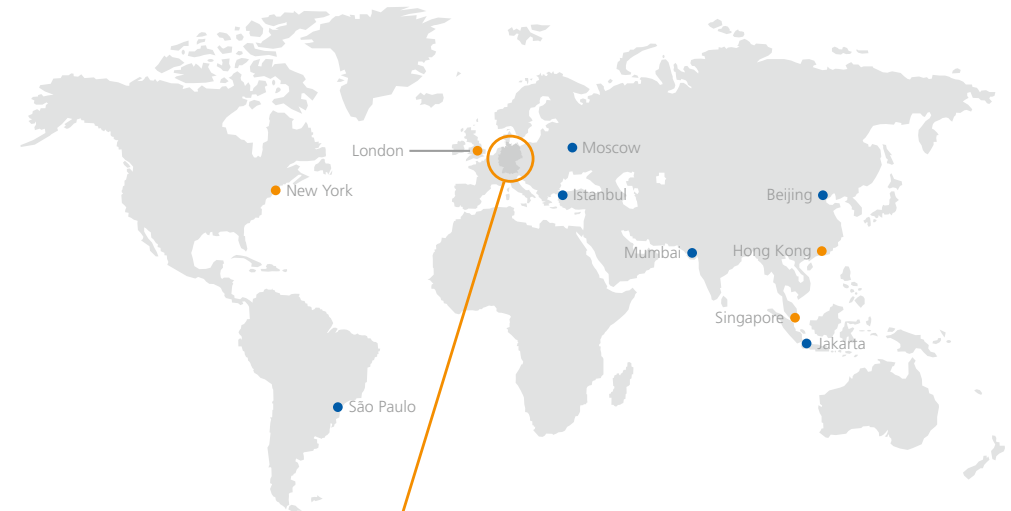 London
Moscow
New York
Istanbul
Beijing
Mumbai
Hong Kong
Singapore
Jakarta
São Paulo